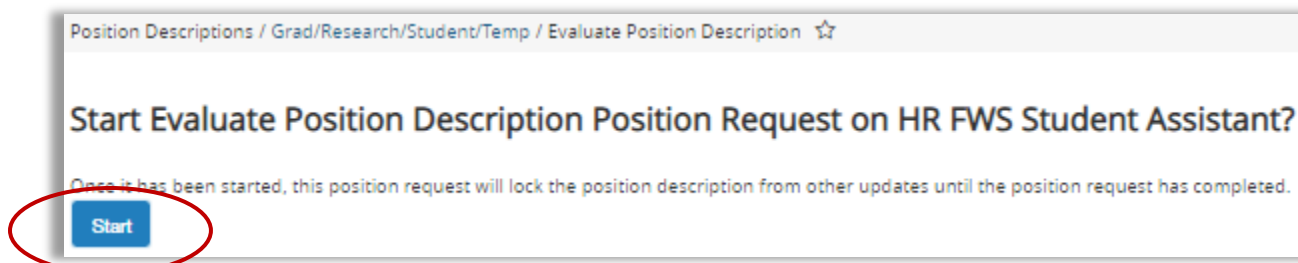 Position Descriptions / Grad/Research/Student/Temp / Evaluate Position Description
Start Evaluate Position Description Position Request on HR FWS Student Assistant?
Once it has been started, this position request will lock the position description from other updates until the position request has completed.
Start